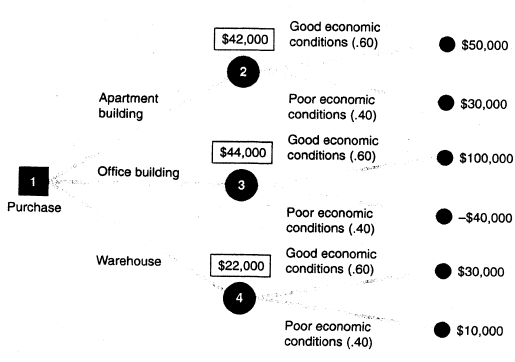 $42,000
Good economic
conditions (.60)
2
$50,000
Apartment
building
Poor economic
conditions (.40)
$30,000
$44,000
Good economic
conditions (.60)
1
Purchase
Office building
3
$100,000
Poor economic
conditions (.40)
–$40,000
Warehouse
$22,000
Good economic
conditions (.60)
4
$30,000
Poor economic
conditions (.40)
$10,000